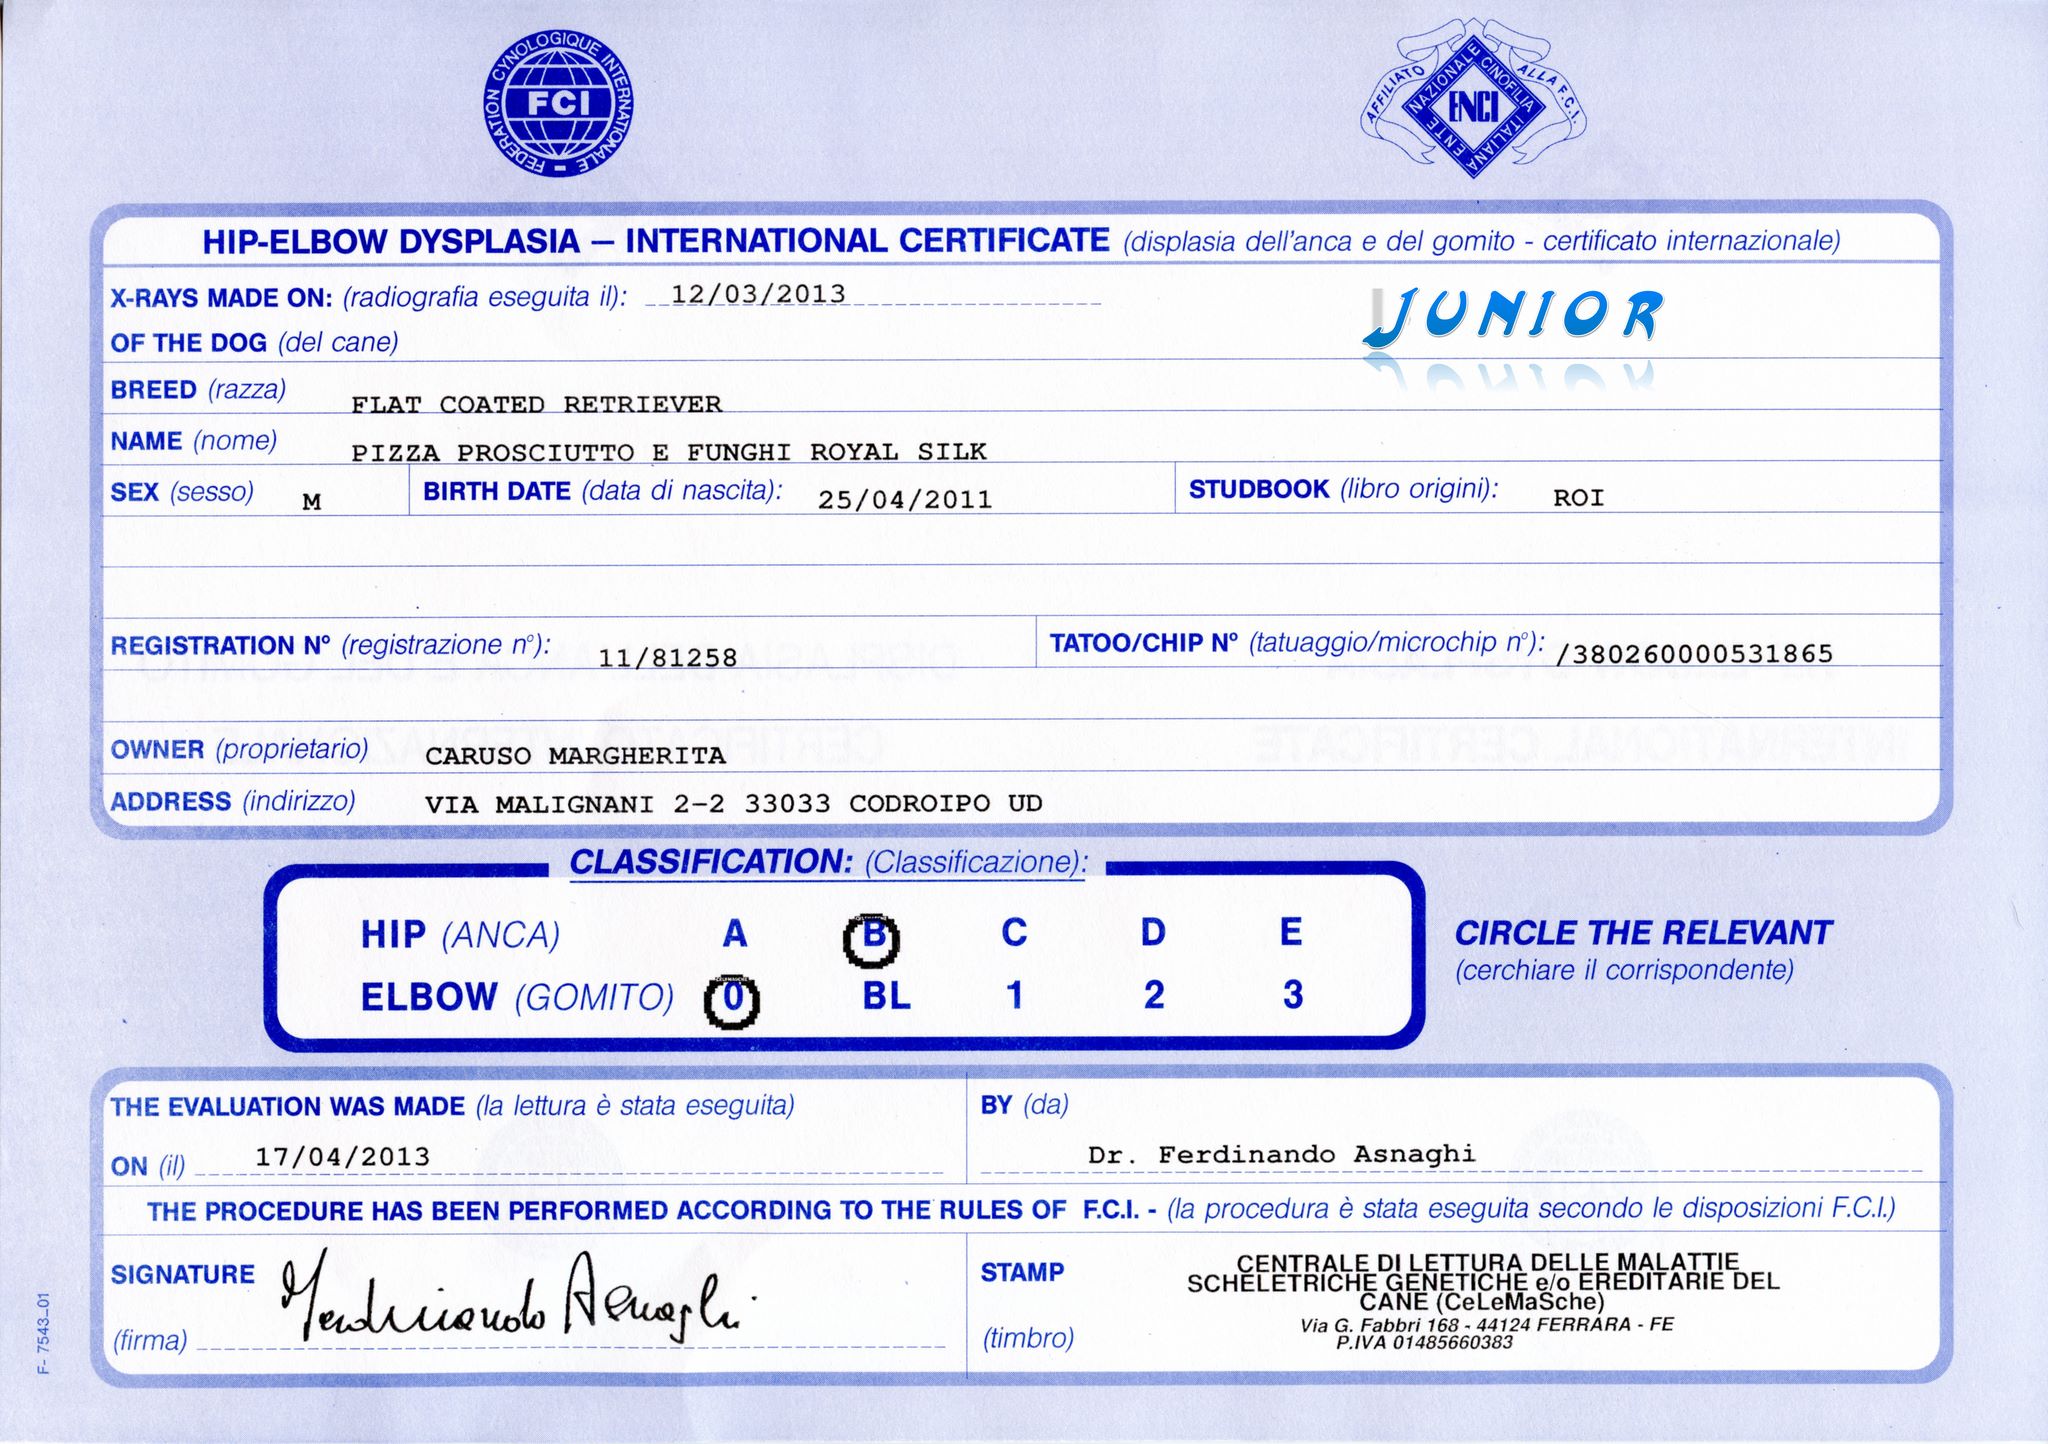 FEDERATION CYNOLOGIQUE INTERNATIONALE -
FCI
AFFILIATO ALLA F.C.I.
ENTE NAZIONALE CINOFILIA ITALIANA
ENCI
HIP-ELBOW DYSPLASIA – INTERNATIONAL CERTIFICATE (displasia dell'anca e del gomito - certificato internazionale)
X-RAYS MADE ON: (radiografia eseguita il): 12/03/2013
JUNIOR
OF THE DOG (del cane)
BREED (razza) FLAT COATED RETRIEVER
NAME (nome) PIZZA PROSCIUTTO E FUNGHI ROYAL SILK
SEX (sesso) M BIRTH DATE (data di nascita): 25/04/2011 STUDBOOK (libro origini): ROI
REGISTRATION N° (registrazione n°): 11/81258 TATOO/CHIP N° (tatuaggio/microchip n°): /380260000531865
OWNER (proprietario) CARUSO MARGHERITA
ADDRESS (indirizzo) VIA MALIGNANI 2-2 33033 CODROIPO UD
CLASSIFICATION: (Classificazione):
HIP (ANCA) A B C D E
ELBOW (GOMITO) 0 BL 1 2 3
CIRCLE THE RELEVANT
(cerchiare il corrispondente)
THE EVALUATION WAS MADE (la lettura è stata eseguita)
ON (il) 17/04/2013
BY (da)
Dr. Ferdinando Asnaghi
THE PROCEDURE HAS BEEN PERFORMED ACCORDING TO THE RULES OF F.C.I. - (la procedura è stata eseguita secondo le disposizioni F.C.I.)
SIGNATURE
Ferdinando Asnaghi
(firma)
STAMP
(timbro)
CENTRALE DI LETTURA DELLE MALATTIE
SCHELETRICHE GENETICHE e/o EREDITARIE DEL
CANE (CeLeMaSche)
Via G. Fabbri 168 - 44124 FERRARA - FE
P.IVA 01485660383
F- 7543_01